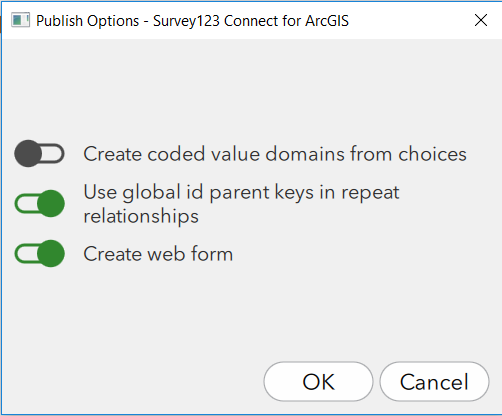 Publish Options - Survey123 Connect for ArcGIS
Create coded value domains from choices
Use global id parent keys in repeat
relationships
Create web form
OK
Cancel